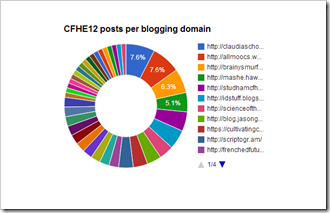 CFHE12 posts per blogging domain
7.6%
7.6%
6.3%
5.1%
http://claudiascho...
http://allmoocs.w...
http://brainysmurf...
http://mashe.haw...
http://studhamdfh...
http://idstuff.blogs...
http://scienceofth...
http://blog.jasong...
https://cultivatingc...
http://scriptogr.am/
http://frenchedfutu...
1/4